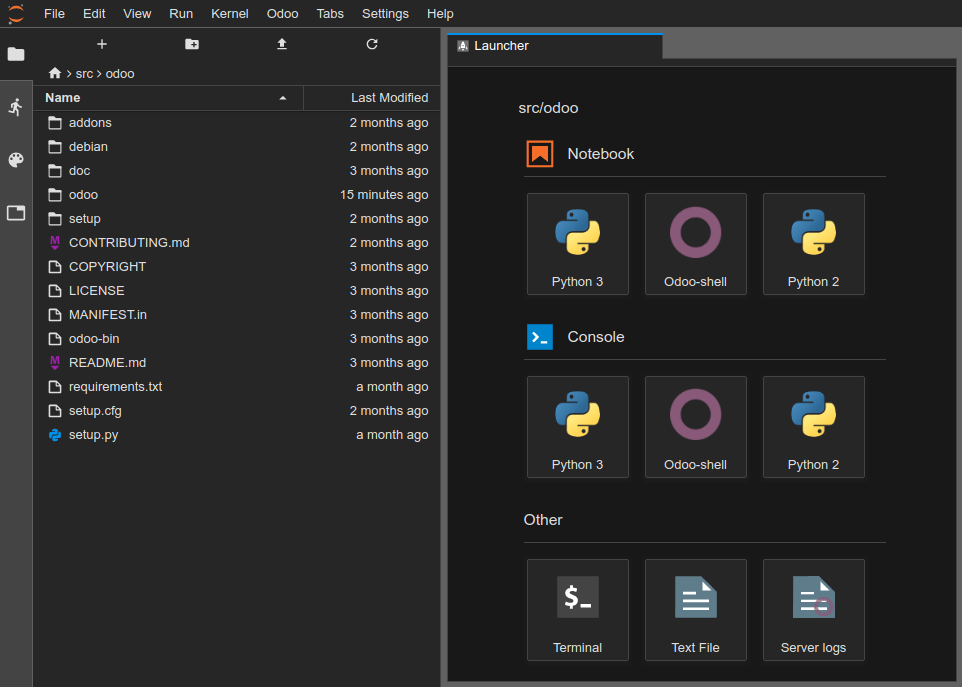 File Edit View Run Kernel Odoo Tabs Settings Help
src odoo
Name Last Modified
addons 2 months ago
debian 2 months ago
doc 3 months ago
odoo 15 minutes ago
setup 2 months ago
M CONTRIBUTING.md 2 months ago
COPYRIGHT 3 months ago
LICENSE 3 months ago
MANIFEST.in 3 months ago
odoo-bin 3 months ago
M README.md 3 months ago
requirements.txt a month ago
setup.cfg 2 months ago
setup.py a month ago
Launcher
src/odoo
Notebook
Python 3 Odoo-shell Python 2
Console
Python 3 Odoo-shell Python 2
Other
$_
Terminal Text File Server logs